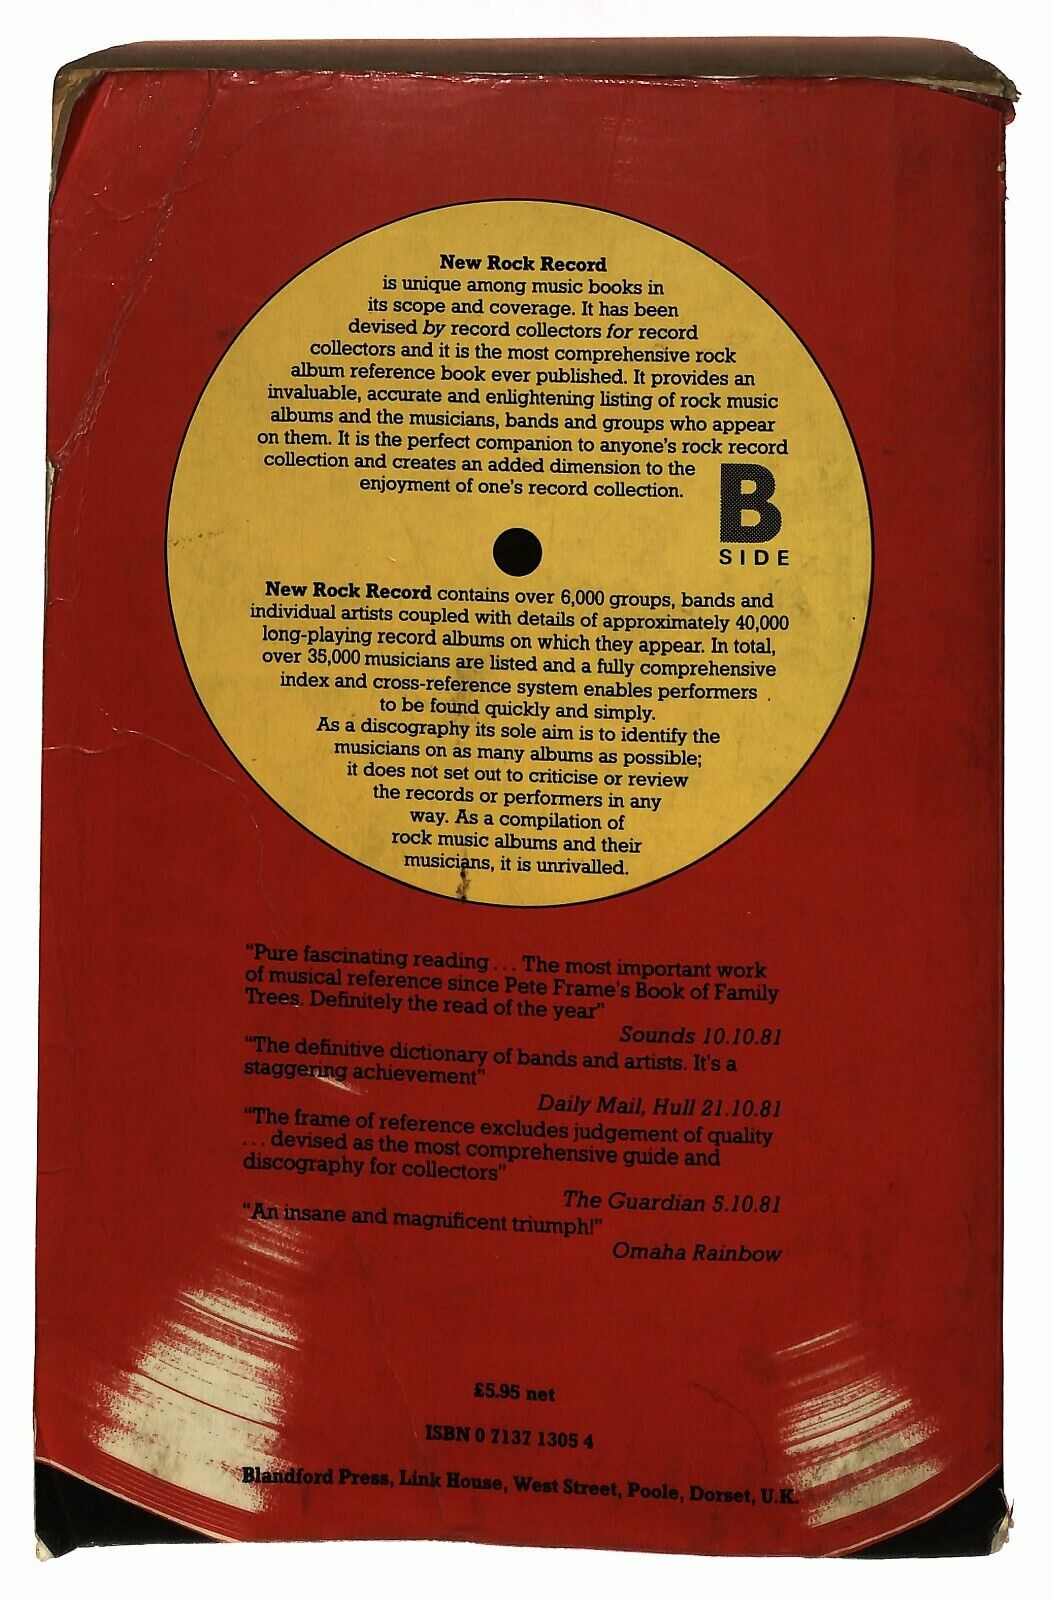 New Rock Record
is unique among music books in
its scope and coverage. It has been
devised by record collectors for record
collectors and it is the most comprehensive rock
album reference book ever published. It provides an
invaluable, accurate and enlightening listing of rock music
albums and the musicians, bands and groups who appear
on them. It is the perfect companion to anyone's rock record
collection and creates an added dimension to the
enjoyment of one's record collection.
B
SIDE
New Rock Record contains over 6,000 groups, bands and
individual artists coupled with details of approximately 40,000
long-playing record albums on which they appear. In total,
over 35,000 musicians are listed and a fully comprehensive
index and cross-reference system enables performers
to be found quickly and simply.
As a discography its sole aim is to identify the
musicians on as many albums as possible;
it does not set out to criticise or review
the records or performers in any
way. As a compilation of
rock music albums and their
musicians, it is unrivalled.
"Pure fascinating reading ... The most important work
of musical reference since Pete Frame's Book of Family
Trees. Definitely the read of the year"
Sounds 10.10.81
"The definitive dictionary of bands and artists. It's a
staggering achievement"
Daily Mail, Hull 21.10.81
"The frame of reference excludes judgement of quality
... devised as the most comprehensive guide and
discography for collectors"
The Guardian 5.10.81
"An insane and magnificent triumph!"
Omaha Rainbow
£5.95 net
ISBN 0 7137 1305 4
Blandford Press, Link House, West Street, Poole, Dorset, U.K.